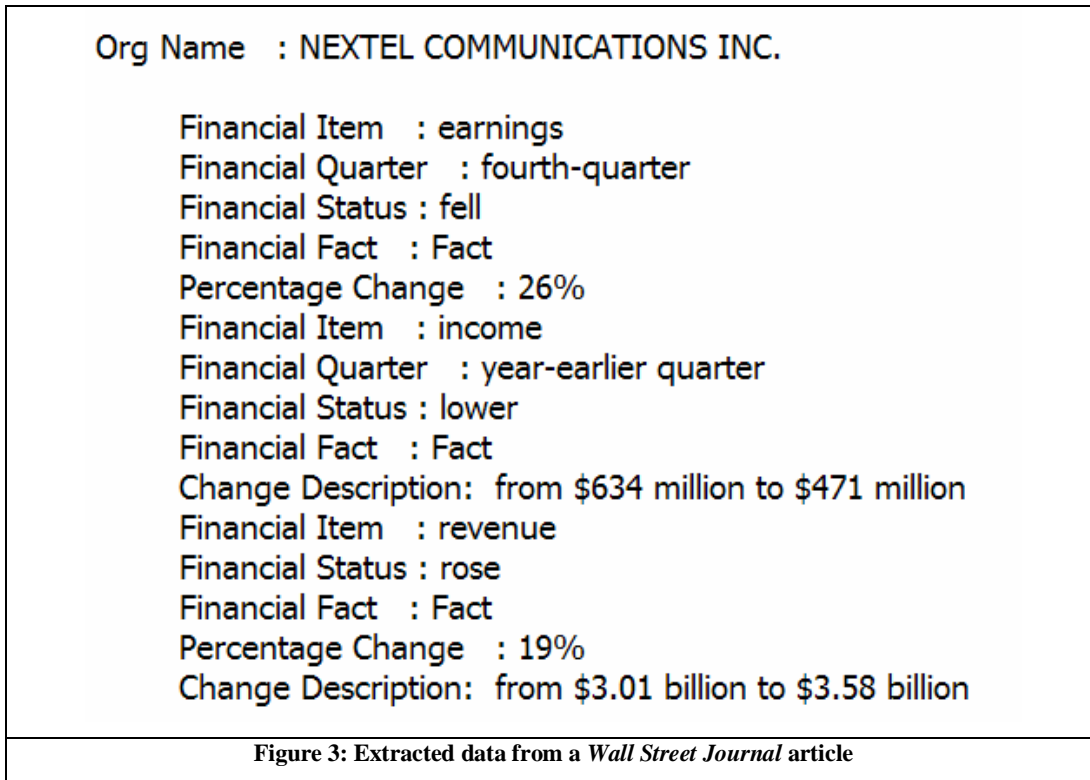 Org Name : NEXTEL COMMUNICATIONS INC.
Financial Item : earnings
Financial Quarter : fourth-quarter
Financial Status : fell
Financial Fact : Fact
Percentage Change : 26%
Financial Item : income
Financial Quarter : year-earlier quarter
Financial Status : lower
Financial Fact : Fact
Change Description: from $634 million to $471 million
Financial Item : revenue
Financial Status : rose
Financial Fact : Fact
Percentage Change : 19%
Change Description: from $3.01 billion to $3.58 billion
Figure 3: Extracted data from a Wall Street Journal article